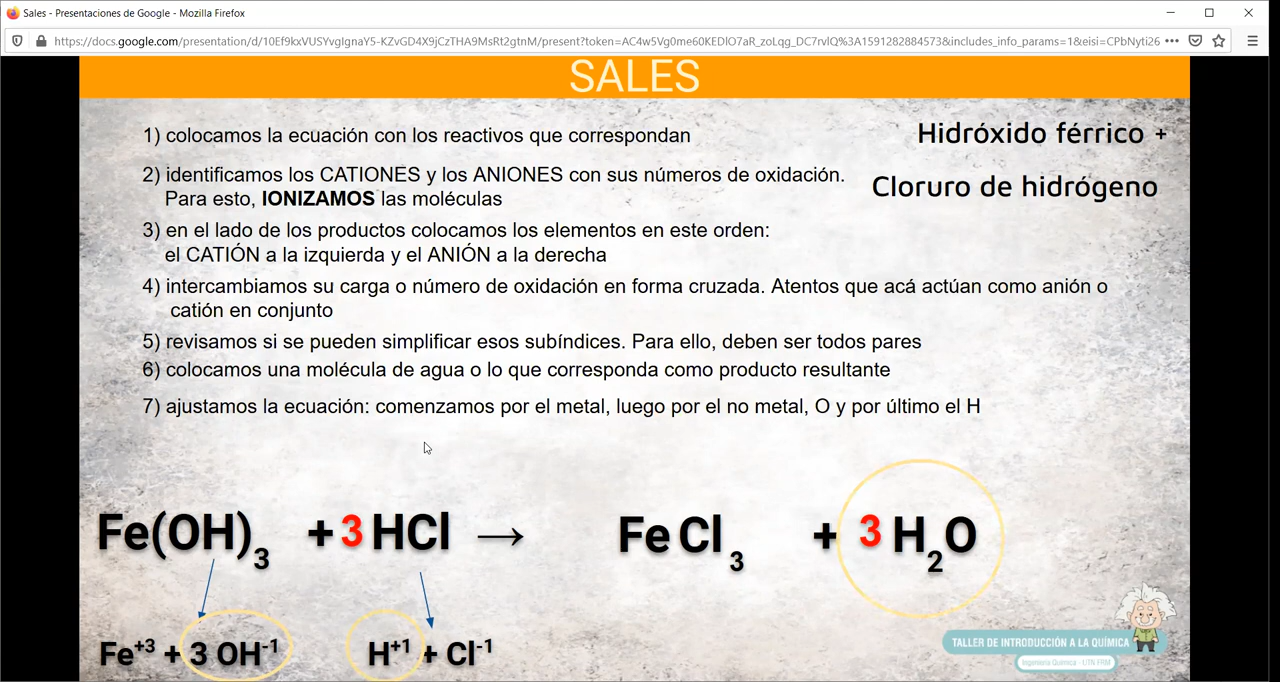 Sales - Presentaciones de Google - Mozilla Firefox
https://docs.google.com/presentation/d/10Ef9kxVUSYvgIgnaY5-KZvGD4X9jCzTHA9MsRt2gtnM/present?token=AC4w5Vg0me60KEDlO7aR_zoLqg_DC7rvlQ%3A1591282884573&includes_info_params=1&eisi=CPbNyti26
SALES
1) colocamos la ecuación con los reactivos que correspondan
Hidróxido férrico +
2) identificamos los CATIONES y los ANIONES con sus números de oxidación.
Cloruro de hidrógeno
Para esto, IONIZAMOS las moléculas
3) en el lado de los productos colocamos los elementos en este orden:
el CATIÓN a la izquierda y el ANIÓN a la derecha
4) intercambiamos su carga o número de oxidación en forma cruzada. Atentos que acá actúan como anión o
catión en conjunto
5) revisamos si se pueden simplificar esos subíndices. Para ello, deben ser todos pares
6) colocamos una molécula de agua o lo que corresponda como producto resultante
7) ajustamos la ecuación: comenzamos por el metal, luego por el no metal, O y por último el H
Fe(OH)₃ + 3 HCl → Fe Cl₃ + 3 H₂O
Fe⁺³ + 3 OH⁻¹ H⁺¹ + Cl⁻¹
TALLER DE INTRODUCCIÓN A LA QUÍMICA
Ingeniería Química - UTN FRM